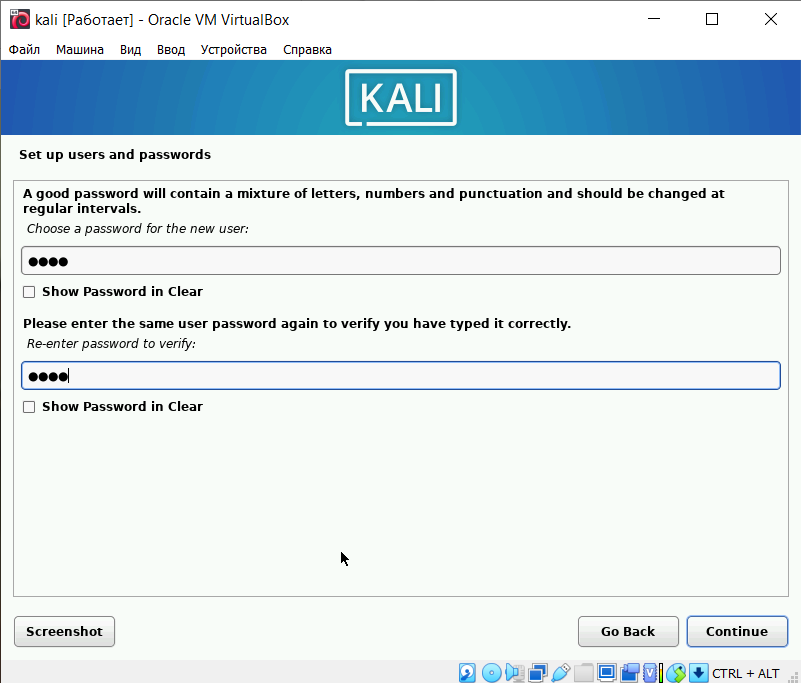 kali [Работает] - Oracle VM VirtualBox
Файл Машина Вид Ввод Устройства Справка
KALI
Set up users and passwords
A good password will contain a mixture of letters, numbers and punctuation and should be changed at
regular intervals.
Choose a password for the new user:
●●●●
Show Password in Clear
Please enter the same user password again to verify you have typed it correctly.
Re-enter password to verify:
●●●●
Show Password in Clear
Screenshot Go Back Continue
CTRL + ALT